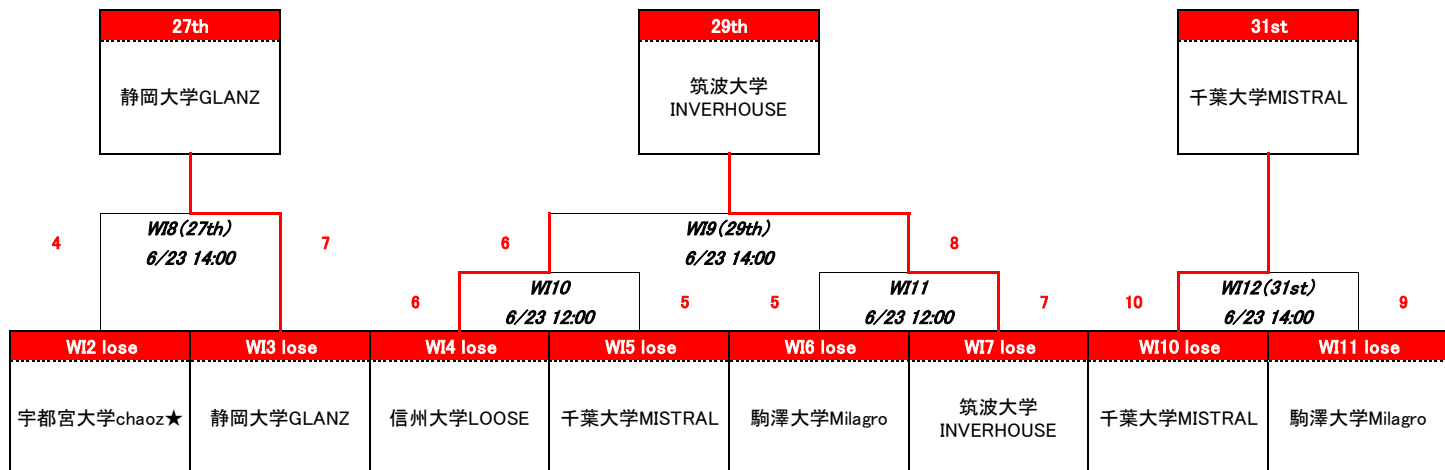 27th
29th
31st
静岡大学GLANZ
筑波大学
INVERHOUSE
千葉大学MISTRAL
4
WI8(27th)
6/23 14:00
7
6
WI9(29th)
6/23 14:00
8
6
WI10
6/23 12:00
5
5
WI11
6/23 12:00
7
10
WI12(31st)
6/23 14:00
9
WI2 lose
WI3 lose
WI4 lose
WI5 lose
WI6 lose
WI7 lose
WI10 lose
WI11 lose
宇都宮大学chaoz★
静岡大学GLANZ
信州大学LOOSE
千葉大学MISTRAL
駒澤大学Milagro
筑波大学
INVERHOUSE
千葉大学MISTRAL
駒澤大学Milagro